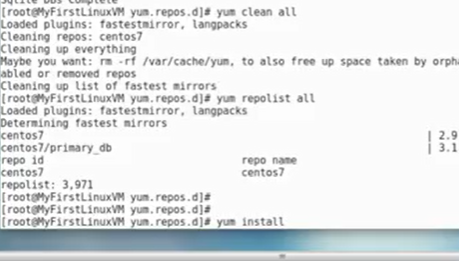 Sqlite DBs complete
[root@MyFirstLinuxVM yum.repos.d]# yum clean all
Loaded plugins: fastestmirror, langpacks
Cleaning repos: centos7
Cleaning up everything
Maybe you want: rm -rf /var/cache/yum, to also free up space taken by orpha
abled or removed repos
Cleaning up list of fastest mirrors
[root@MyFirstLinuxVM yum.repos.d]# yum repolist all
Loaded plugins: fastestmirror, langpacks
Determining fastest mirrors
centos7 | 2.9
centos7/primary_db | 3.1
repo id repo name
centos7 centos7
repolist: 3,971
[root@MyFirstLinuxVM yum.repos.d]#
[root@MyFirstLinuxVM yum.repos.d]#
[root@MyFirstLinuxVM yum.repos.d]# yum install